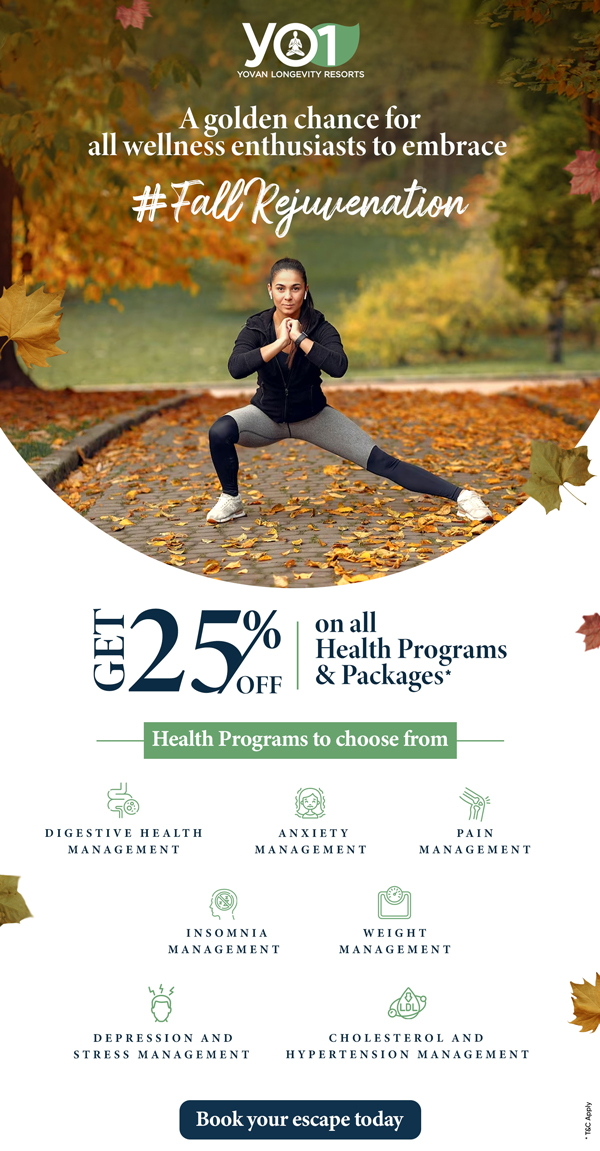 yo1
YOVAN LONGEVITY RESORTS
A golden chance for
all wellness enthusiasts to embrace
#FallRejuvenation
GET 25% OFF
on all
Health Programs
& Packages*
Health Programs to choose from
DIGESTIVE HEALTH
MANAGEMENT
ANXIETY
MANAGEMENT
PAIN
MANAGEMENT
INSOMNIA
MANAGEMENT
WEIGHT
MANAGEMENT
DEPRESSION AND
STRESS MANAGEMENT
LDL
CHOLESTEROL AND
HYPERTENSION MANAGEMENT
Book your escape today
*T&C Apply